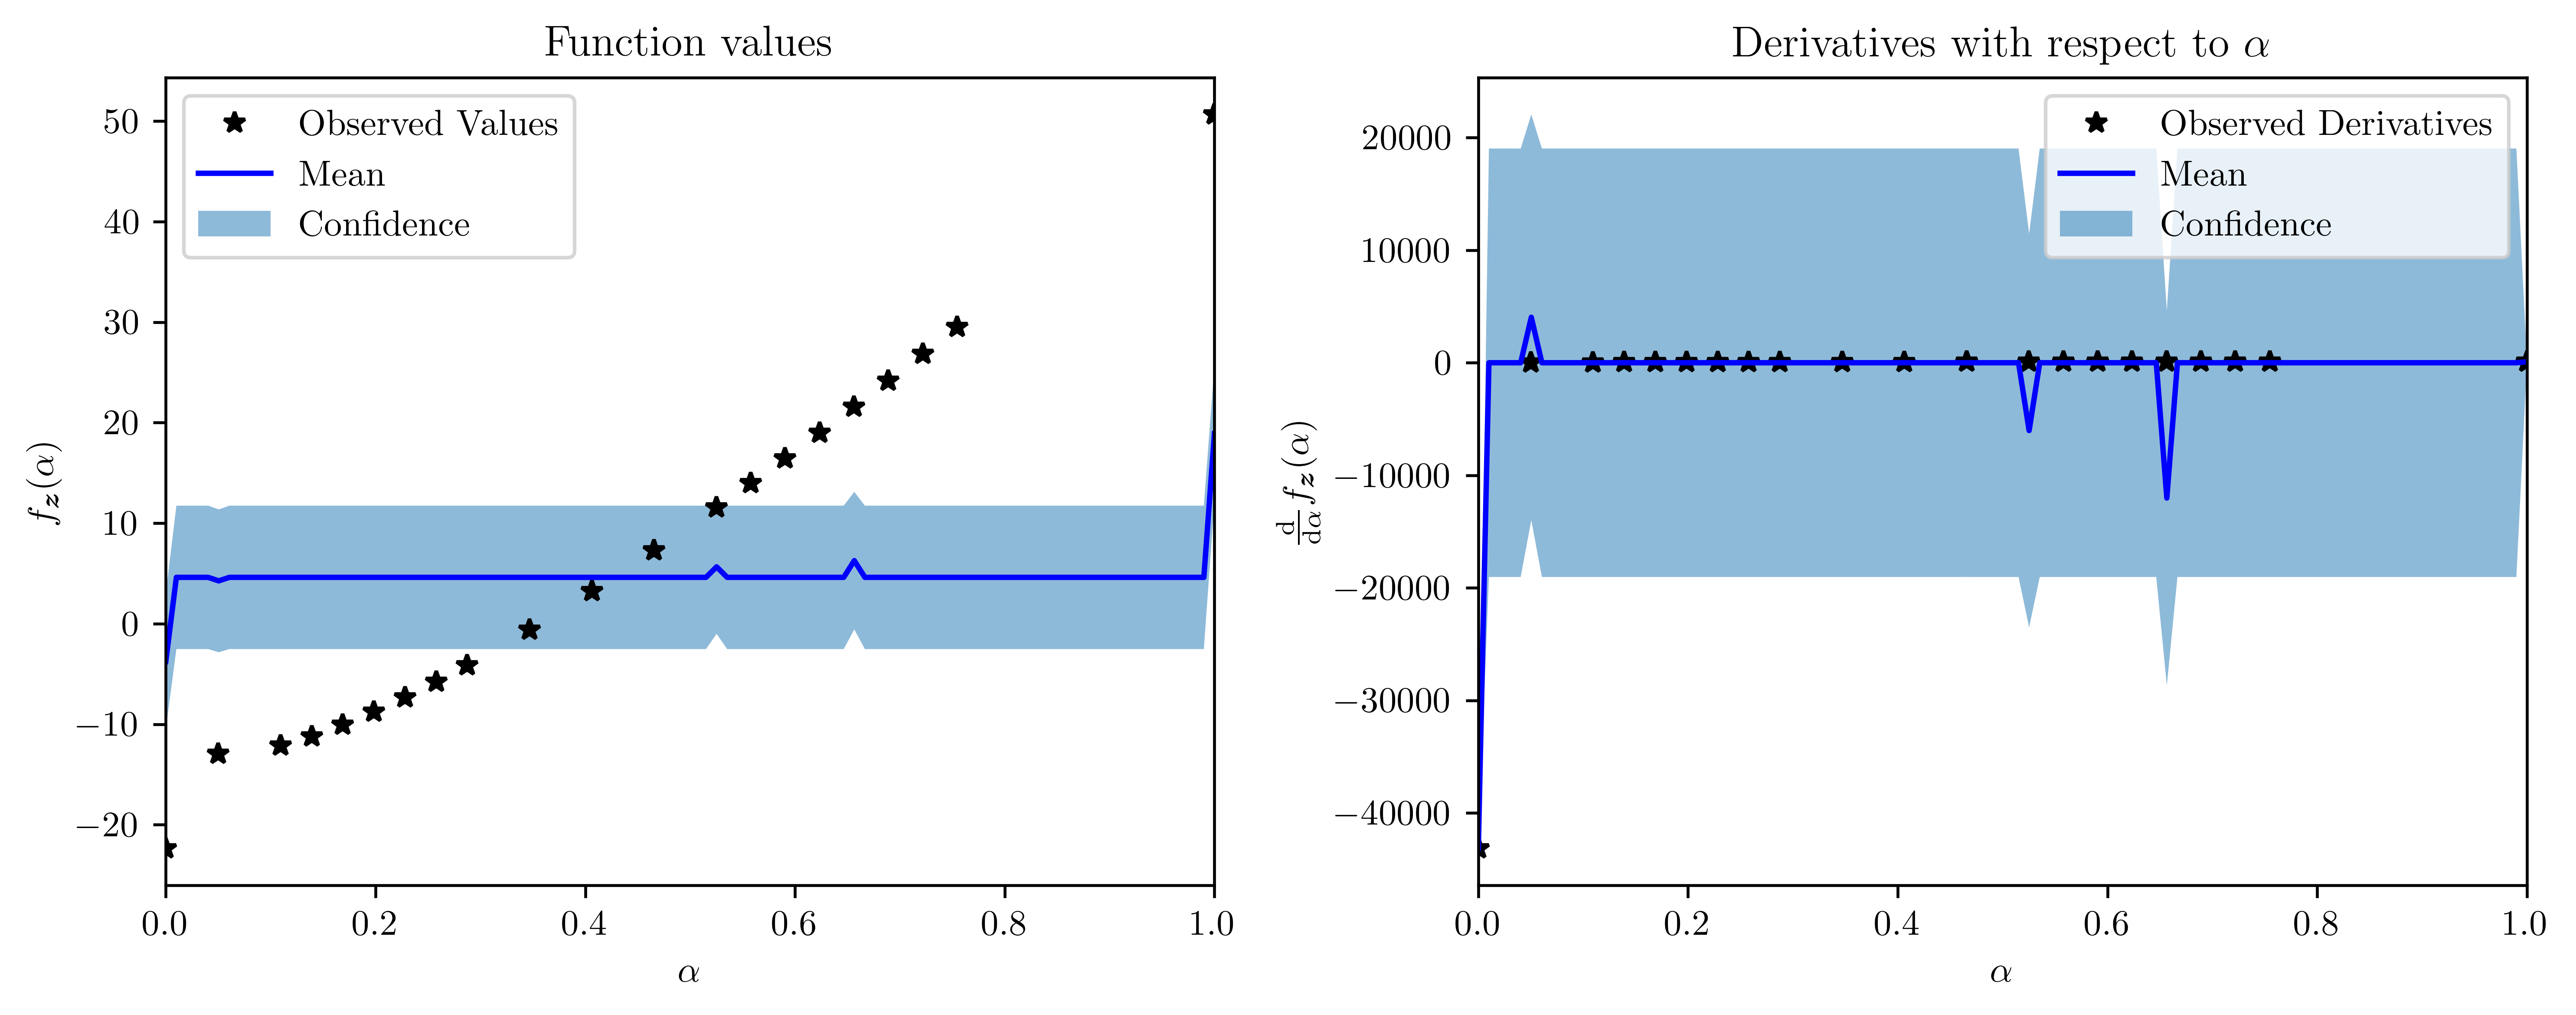 Function values
50
40
30
20
10
0
−10
−20
f_z(α)
Observed Values
Mean
Confidence
0.0 0.2 0.4 0.6 0.8 1.0
α
Derivatives with respect to α
20000
10000
0
−10000
−20000
−30000
−40000
d/dα f_z(α)
Observed Derivatives
Mean
Confidence
0.0 0.2 0.4 0.6 0.8 1.0
α